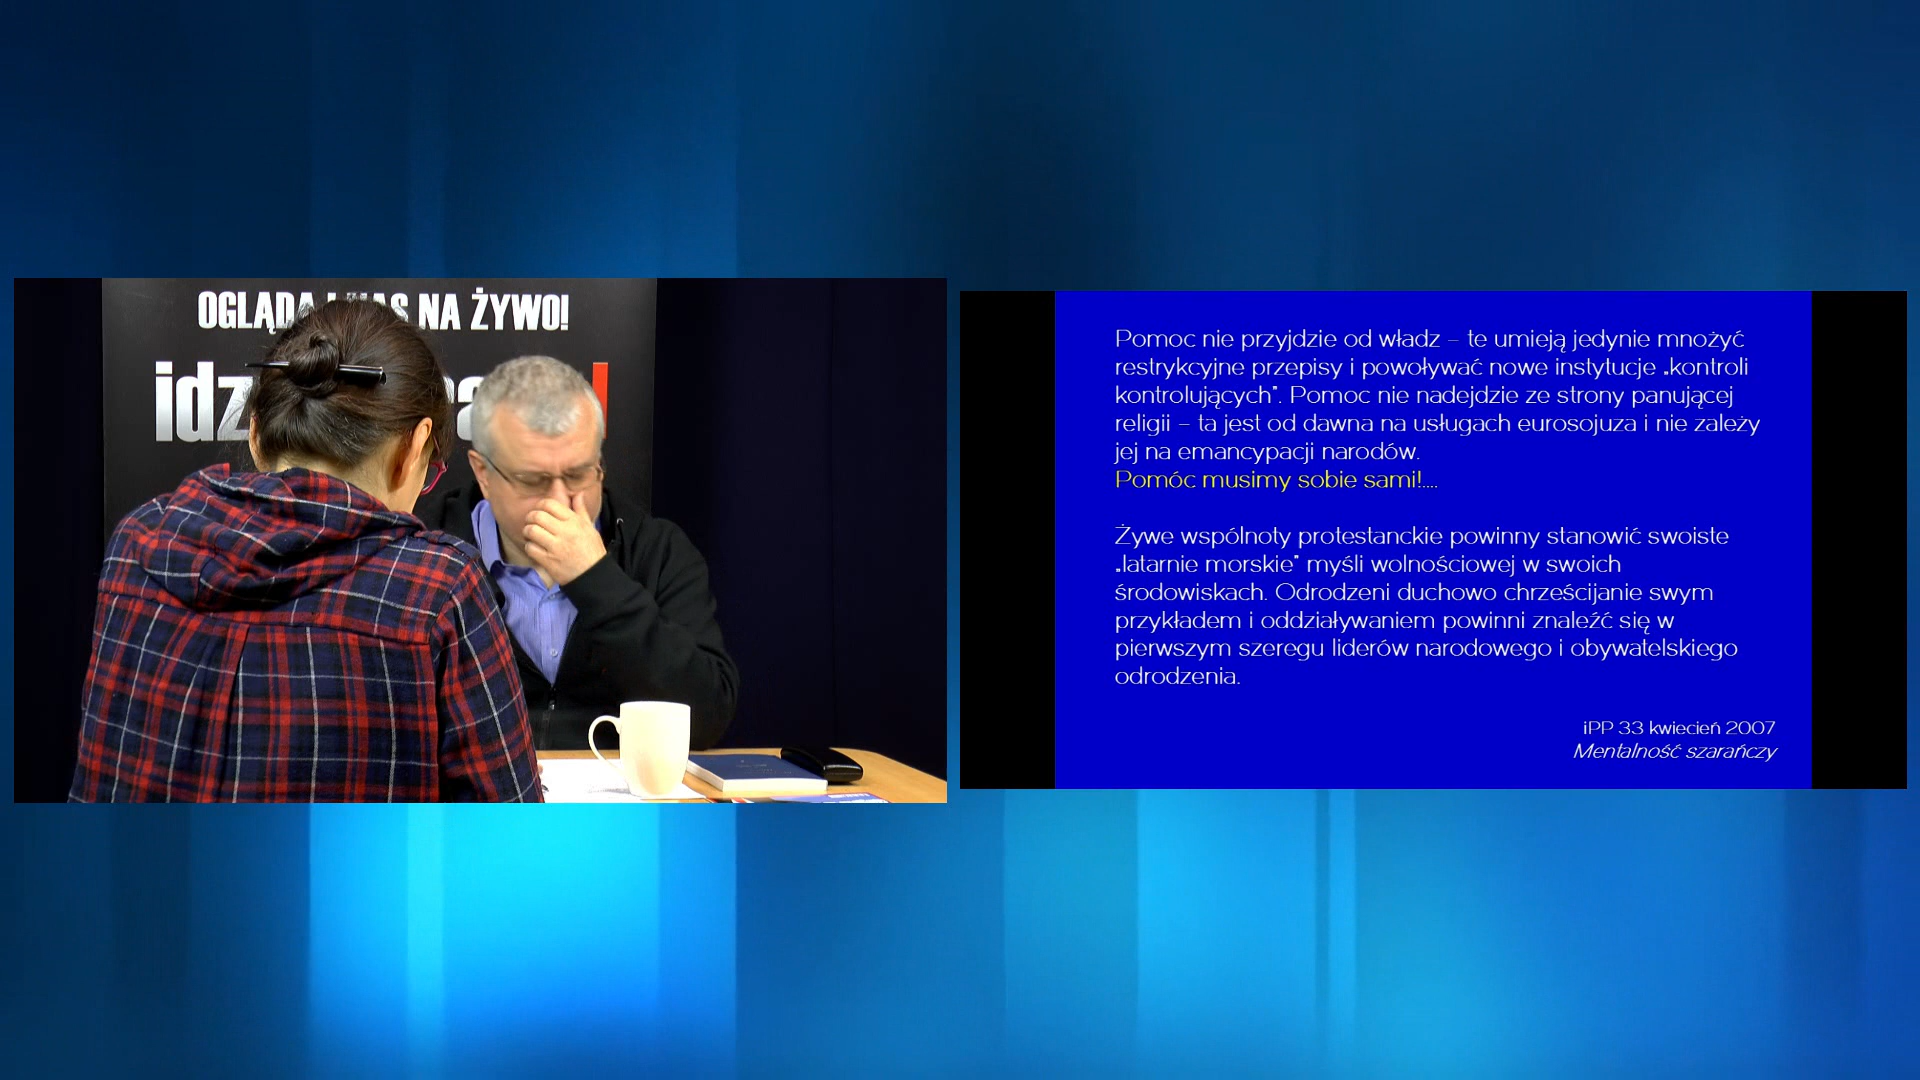 NA ŻYWO!
Pomoc nie przyjdzie od władz – te umieją jedynie mnożyć
restrykcyjne przepisy i powoływać nowe instytucje „kontroli
kontrolujących”. Pomoc nie nadejdzie ze strony panującej
religii – ta jest od dawna na usługach eurosojuza i nie zależy
jej na emancypacji narodów.
Pomóc musimy sobie sami!....
Żywe wspólnoty protestanckie powinny stanowić swoiste
„latarnie morskie” myśli wolnościowej w swoich
środowiskach. Odrodzeni duchowo chrześcijanie swym
przykładem i oddziaływaniem powinni znaleźć się w
pierwszym szeregu liderów narodowego i obywatelskiego
odrodzenia.
iPP 33 kwiecień 2007
Mentalność szarańczy